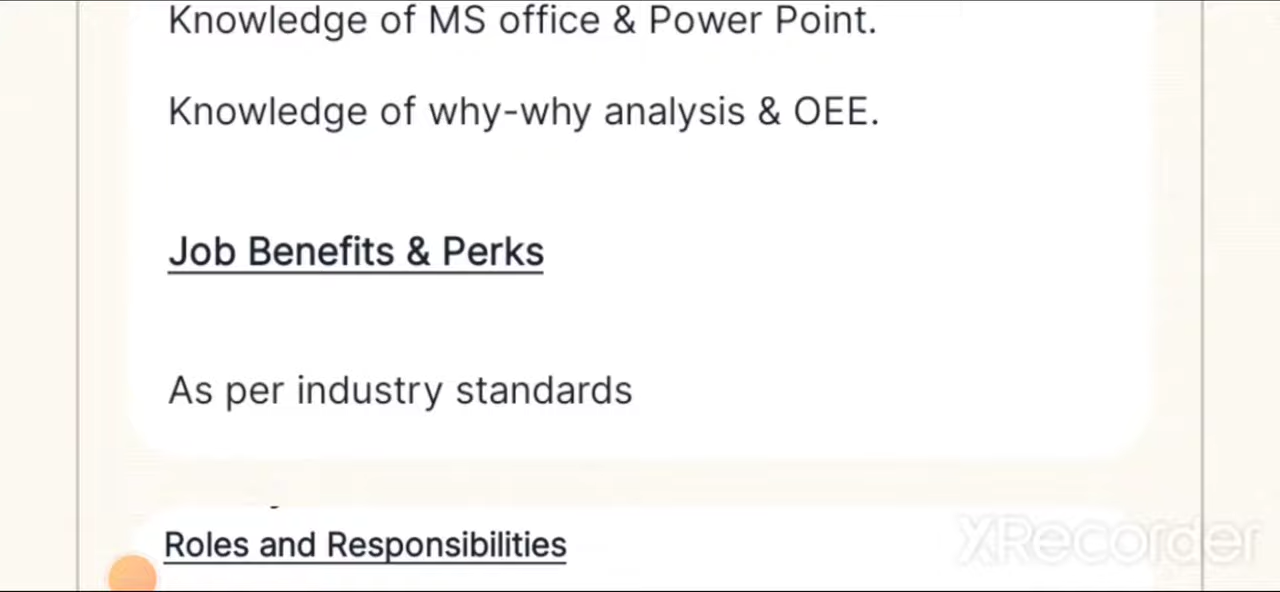 Knowledge of MS office & Power Point.
Knowledge of why-why analysis & OEE.
Job Benefits & Perks
As per industry standards
Roles and Responsibilities
XRecorder